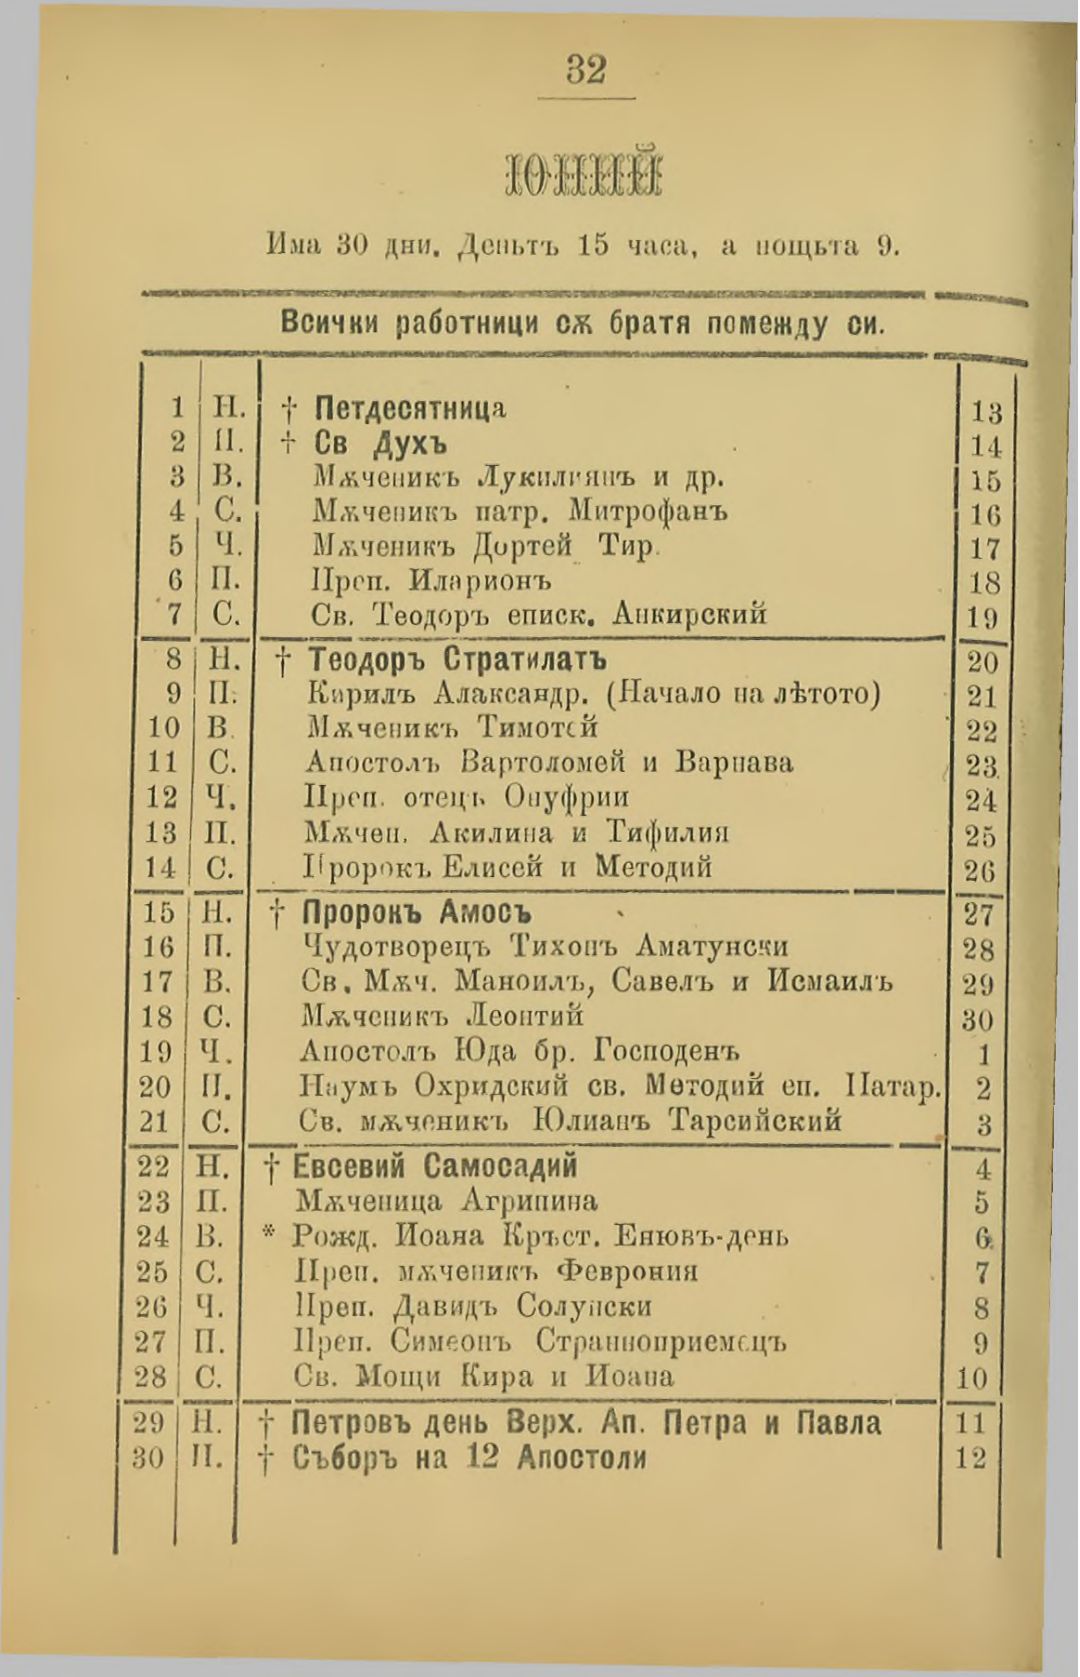 32
ЮНИЙ
Има 30 дни. Деньтъ 15 часа, а нощьта 9.
Всички работници сѫ братя помежду си.
1 Н. † Петдесятница 13
2 П. † Св Духъ 14
3 В. Мѫченикъ Лукилиянъ и др. 15
4 С. Мѫченикъ патр. Митрофанъ 16
5 Ч. Мѫченикъ Дортей Тир. 17
6 П. Преп. Иларионъ 18
7 С. Св. Теодоръ еписк. Анкирский 19
8 Н. † Теодоръ Стратилатъ 20
9 П. Кирилъ Алаксандр. (Начало на лѣтото) 21
10 В. Мѫченикъ Тимотей 22
11 С. Апостолъ Вартоломей и Варнава 23
12 Ч. Преп. отецъ Онуфрии 24
13 П. Мѫчен. Акилина и Тифилия 25
14 С. Пророкъ Елисей и Методий 26
15 Н. † Пророкъ Амосъ 27
16 П. Чудотворецъ Тихонъ Аматунски 28
17 В. Св. Мѫч. Маноилъ, Савелъ и Исмаилъ 29
18 С. Мѫченикъ Леонтий 30
19 Ч. Апостолъ Юда бр. Господенъ 1
20 П. Наумъ Охридский св. Методий еп. Патар. 2
21 С. Св. мѫченикъ Юлианъ Тарсийский 3
22 Н. † Евсевий Самосадий 4
23 П. Мѫченица Агрипина 5
24 В. * Рожд. Иоана Кръст. Енювъ-день 6
25 С. Преп. мѫченикъ Феврония 7
26 Ч. Преп. Давидъ Солунски 8
27 П. Преп. Симеонъ Странноприемецъ 9
28 С. Св. Мощи Кира и Иоана 10
29 Н. † Петровъ день Верх. Ап. Петра и Павла 11
30 П. † Съборъ на 12 Апостоли 12